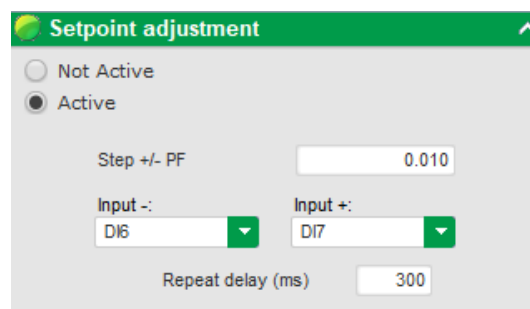 Setpoint adjustment
Not Active
Active
Step +/- PF 0.010
Input -: Input +:
DI6 DI7
Repeat delay (ms) 300